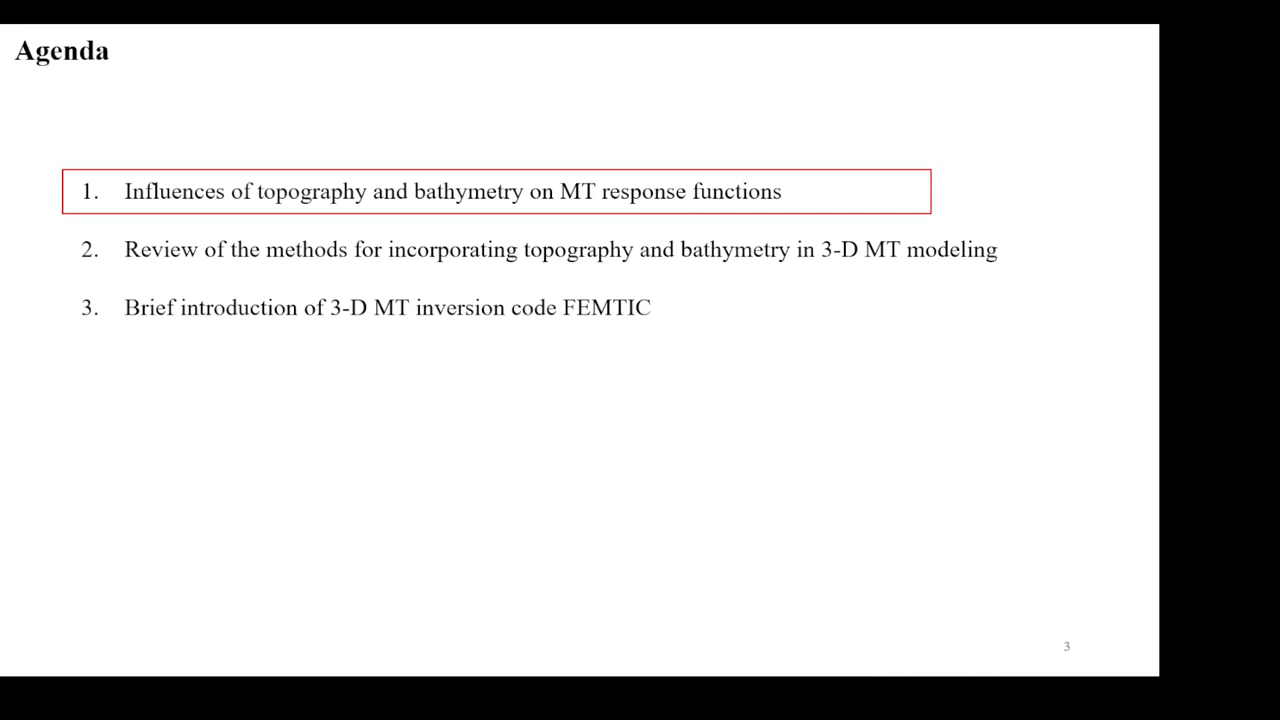 Agenda
1. Influences of topography and bathymetry on MT response functions
2. Review of the methods for incorporating topography and bathymetry in 3-D MT modeling
3. Brief introduction of 3-D MT inversion code FEMTIC
3